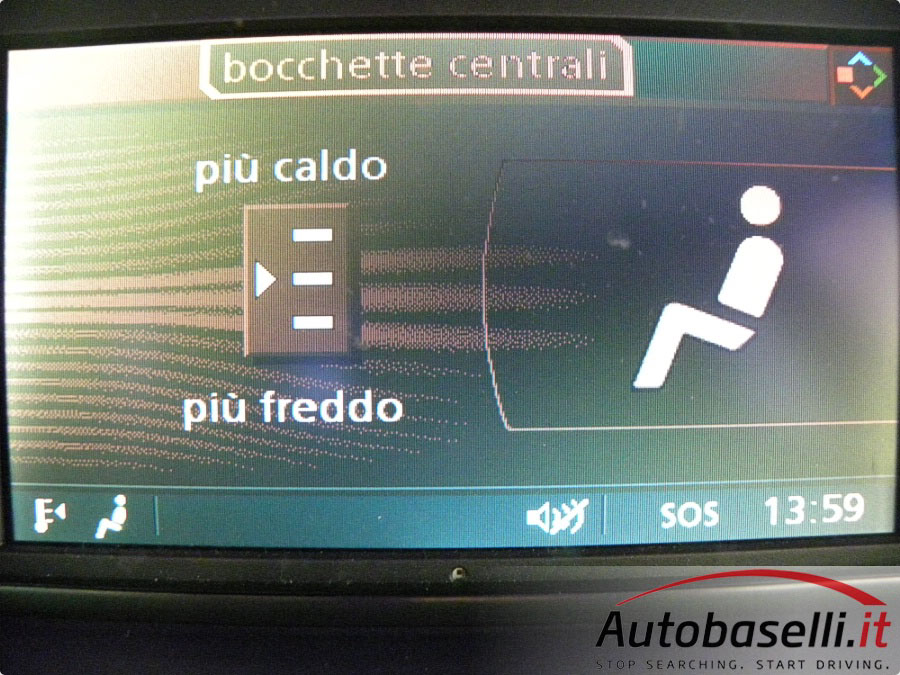 bocchette centrali
più caldo
più freddo
SOS 13:59
Autobaselli.it
STOP SEARCHING. START DRIVING.